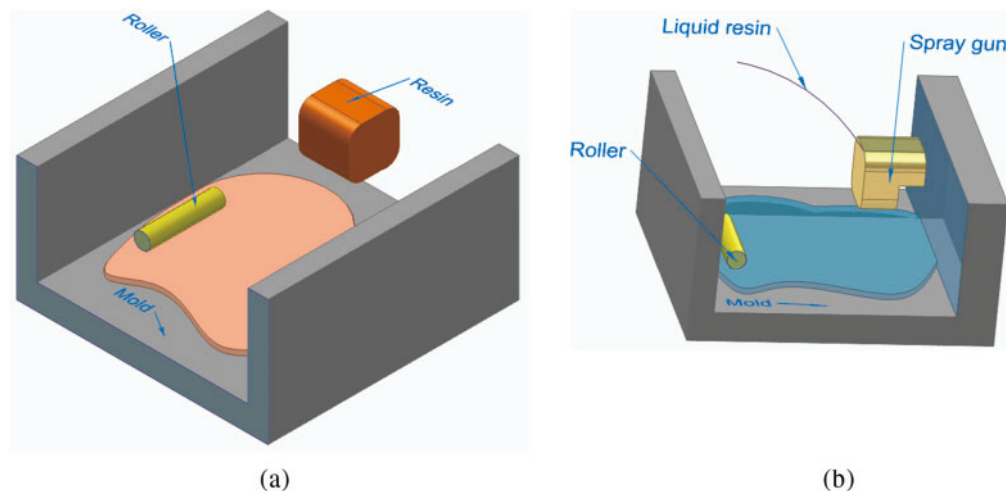 Roller
Resin
Mold
(a)
Liquid resin
Spray gun
Roller
Mold
(b)